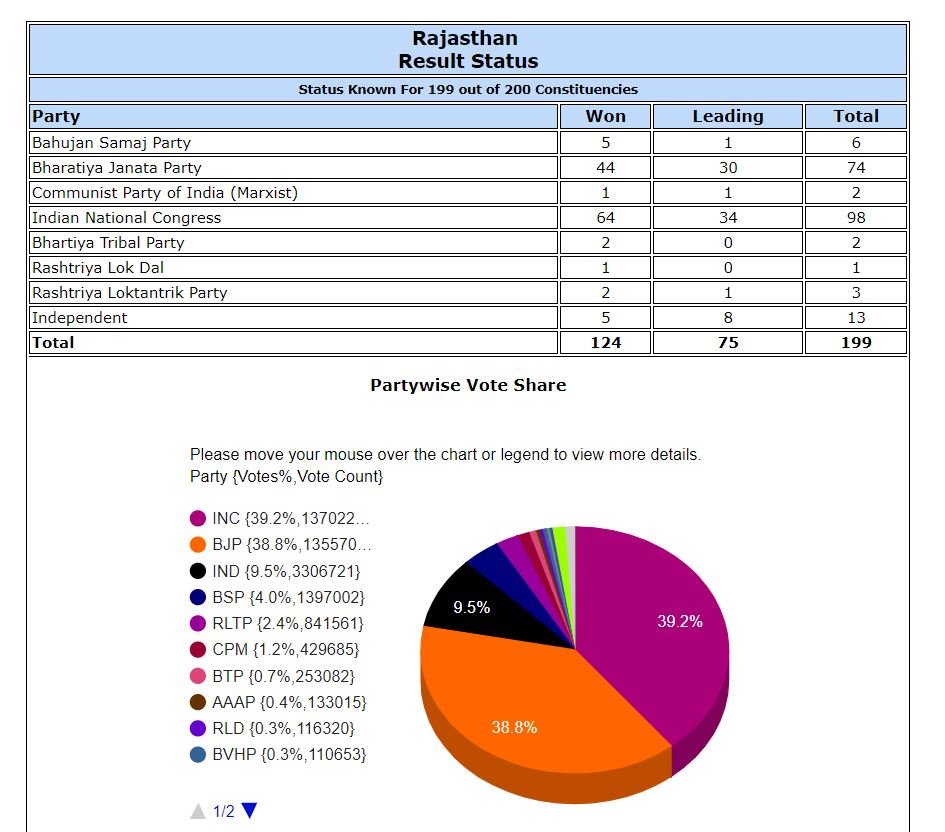 Rajasthan
Result Status
Status Known For 199 out of 200 Constituencies
Party Won Leading Total
Bahujan Samaj Party 5 1 6
Bharatiya Janata Party 44 30 74
Communist Party of India (Marxist) 1 1 2
Indian National Congress 64 34 98
Bhartiya Tribal Party 2 0 2
Rashtriya Lok Dal 1 0 1
Rashtriya Loktantrik Party 2 1 3
Independent 5 8 13
Total 124 75 199
Partywise Vote Share
Please move your mouse over the chart or legend to view more details.
Party {Votes%,Vote Count}
INC {39.2%,137022...
BJP {38.8%,135570...
IND {9.5%,3306721}
BSP {4.0%,1397002}
RLTP {2.4%,841561}
CPM {1.2%,429685}
BTP {0.7%,253082}
AAAP {0.4%,133015}
RLD {0.3%,116320}
BVHP {0.3%,110653}
1/2
9.5%
39.2%
38.8%